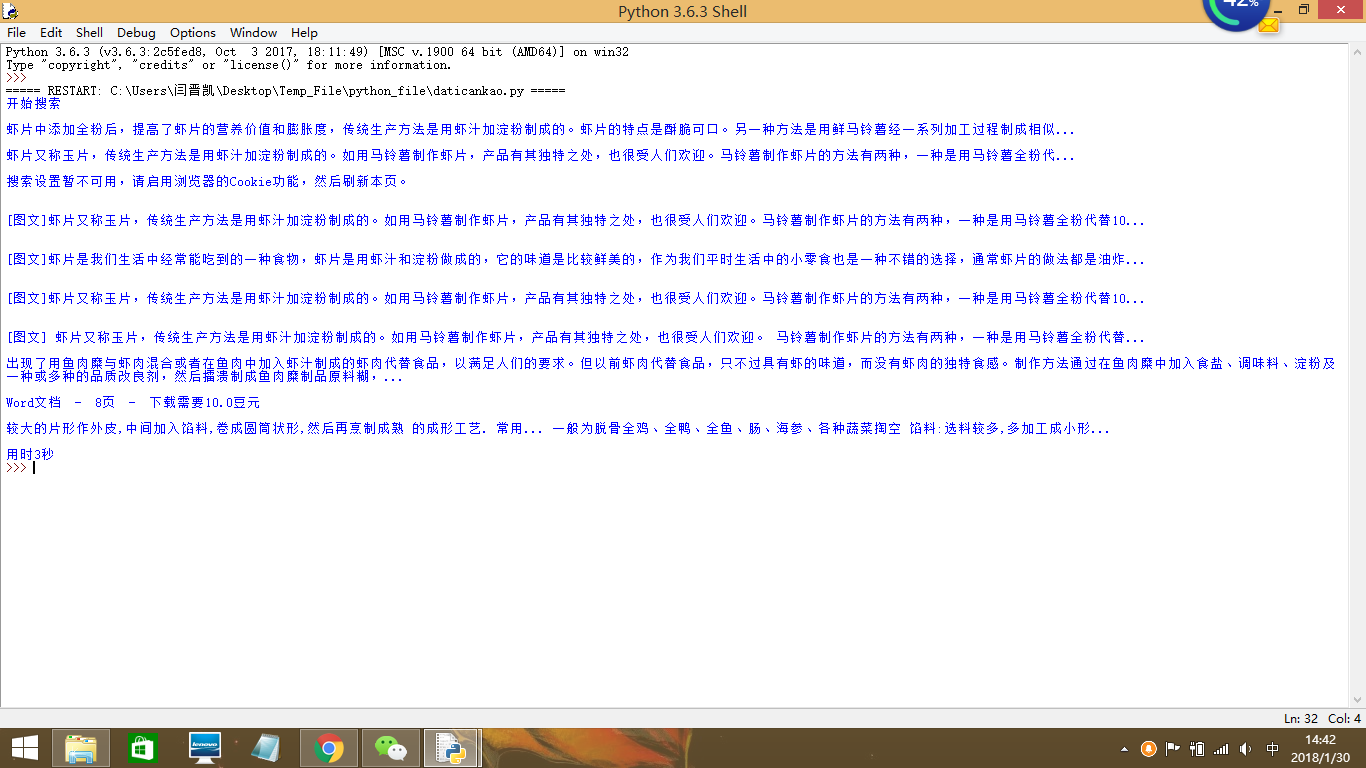 42%
Python 3.6.3 Shell
File Edit Shell Debug Options Window Help
Python 3.6.3 (v3.6.3:2c5fed8, Oct  3 2017, 18:11:49) [MSC v.1900 64 bit (AMD64)] on win32
Type "copyright", "credits" or "license()" for more information.
>>>
===== RESTART: C:\Users\闫晋凯\Desktop\Temp_File\python_file\daticankao.py =====
开始搜索
虾片中添加全粉后，提高了虾片的营养价值和膨胀度，传统生产方法是用虾汁加淀粉制成的。虾片的特点是酥脆可口。另一种方法是用鲜马铃薯经一系列加工过程制成相似...
虾片又称玉片，传统生产方法是用虾汁加淀粉制成的。如用马铃薯制作虾片，产品有其独特之处，也很受人们欢迎。马铃薯制作虾片的方法有两种，一种是用马铃薯全粉代...
搜索设置暂不可用，请启用浏览器的Cookie功能，然后刷新本页。
[图文]虾片又称玉片，传统生产方法是用虾汁加淀粉制成的。如用马铃薯制作虾片，产品有其独特之处，也很受人们欢迎。马铃薯制作虾片的方法有两种，一种是用马铃薯全粉代替10...
[图文]虾片是我们生活中经常能吃到的一种食物，虾片是用虾汁和淀粉做成的，它的味道是比较鲜美的，作为我们平时生活中的小零食也是一种不错的选择，通常虾片的做法都是油炸...
[图文]虾片又称玉片，传统生产方法是用虾汁加淀粉制成的。如用马铃薯制作虾片，产品有其独特之处，也很受人们欢迎。马铃薯制作虾片的方法有两种，一种是用马铃薯全粉代替10...
[图文] 虾片又称玉片，传统生产方法是用虾汁加淀粉制成的。如用马铃薯制作虾片，产品有其独特之处，也很受人们欢迎。 马铃薯制作虾片的方法有两种，一种是用马铃薯全粉代替...
出现了用鱼肉糜与虾肉混合或者在鱼肉中加入虾汁制成的虾肉代替食品，以满足人们的要求。但以前虾肉代替食品，只不过具有虾的味道，而没有虾肉的独特食感。制作方法通过在鱼肉糜中加入食盐、调味料、淀粉及
一种或多种的品质改良剂，然后擂溃制成鱼肉糜制品原料糊，...
Word文档 － 8页 － 下载需要10.0豆元
较大的片形作外皮,中间加入馅料,卷成圆筒状形,然后再烹制成熟 的成形工艺. 常用... 一般为脱骨全鸡、全鸭、全鱼、肠、海参、各种蔬菜掏空 馅料:选料较多,多加工成小形...
用时3秒
>>>
Ln: 32 Col: 4
lenovo
中
14:42
2018/1/30